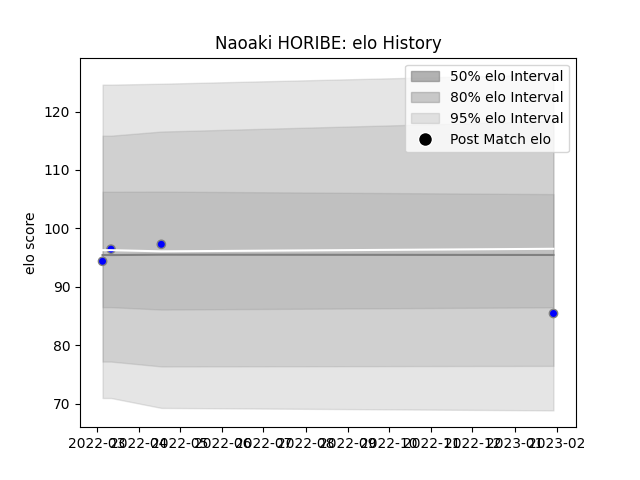 Naoaki HORIBE: elo History
50% elo Interval
80% elo Interval
95% elo Interval
Post Match elo
elo score
120
110
100
90
80
70
2022-03 2022-04 2022-05 2022-06 2022-07 2022-08 2022-09 2022-10 2022-11 2022-12 2023-01 2023-02